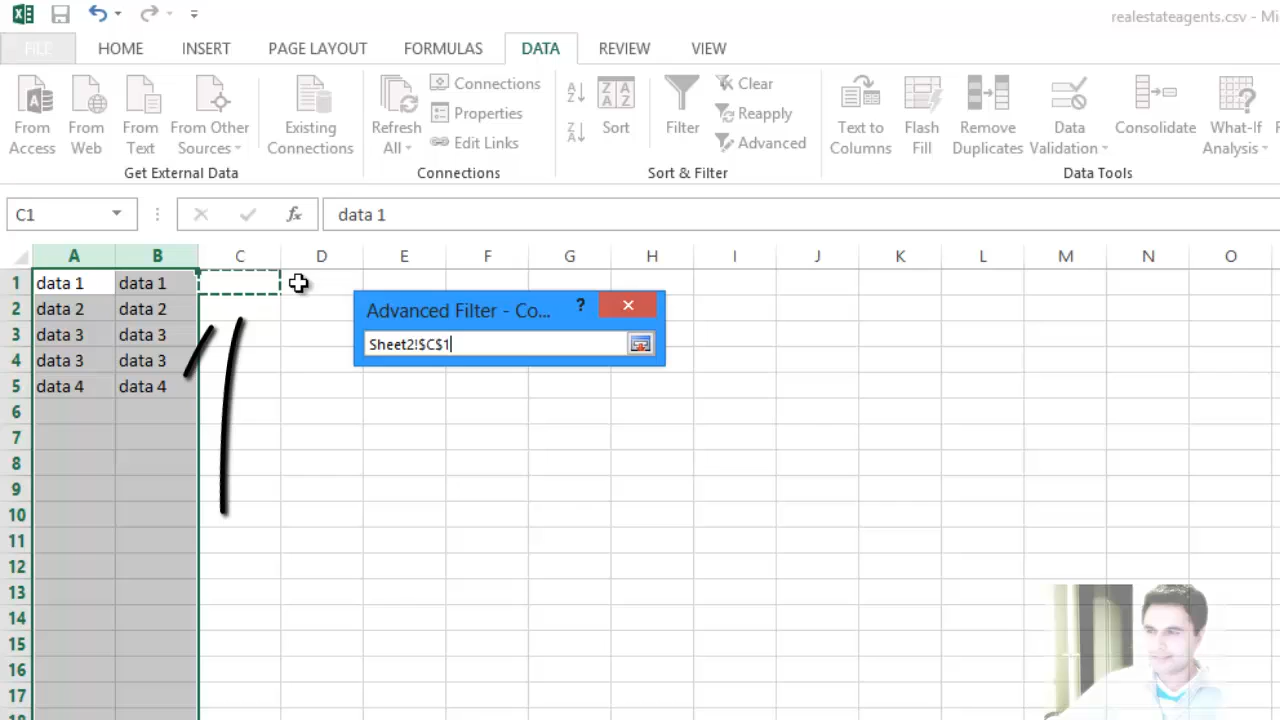 realestateagents.csv - Mi
FILE HOME INSERT PAGE LAYOUT FORMULAS DATA REVIEW VIEW
From Access
From Web
From Text
From Other Sources
Existing Connections
Refresh All
Connections
Properties
Edit Links
Sort
Filter
Clear
Reapply
Advanced
Text to Columns
Flash Fill
Remove Duplicates
Data Validation
Consolidate
What-If Analysis
Get External Data Connections Sort & Filter Data Tools
C1 fx data 1
A B C D E F G H I J K L M N O
1 data 1 data 1
2 data 2 data 2
3 data 3 data 3
4 data 3 data 3
5 data 4 data 4
6
7
8
9
10
11
12
13
14
15
16
17
18
Advanced Filter - Co... ?
Sheet2!$C$1